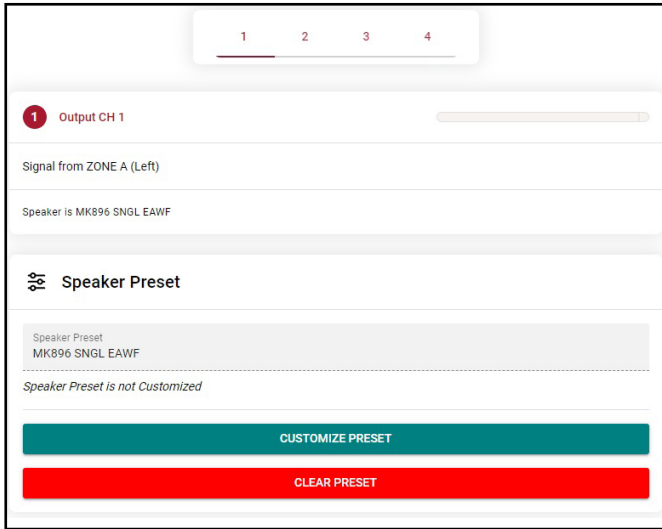 1 2 3 4
1 Output CH 1
Signal from ZONE A (Left)
Speaker is MK896 SNGL EAWF
Speaker Preset
Speaker Preset
MK896 SNGL EAWF
Speaker Preset is not Customized
CUSTOMIZE PRESET
CLEAR PRESET